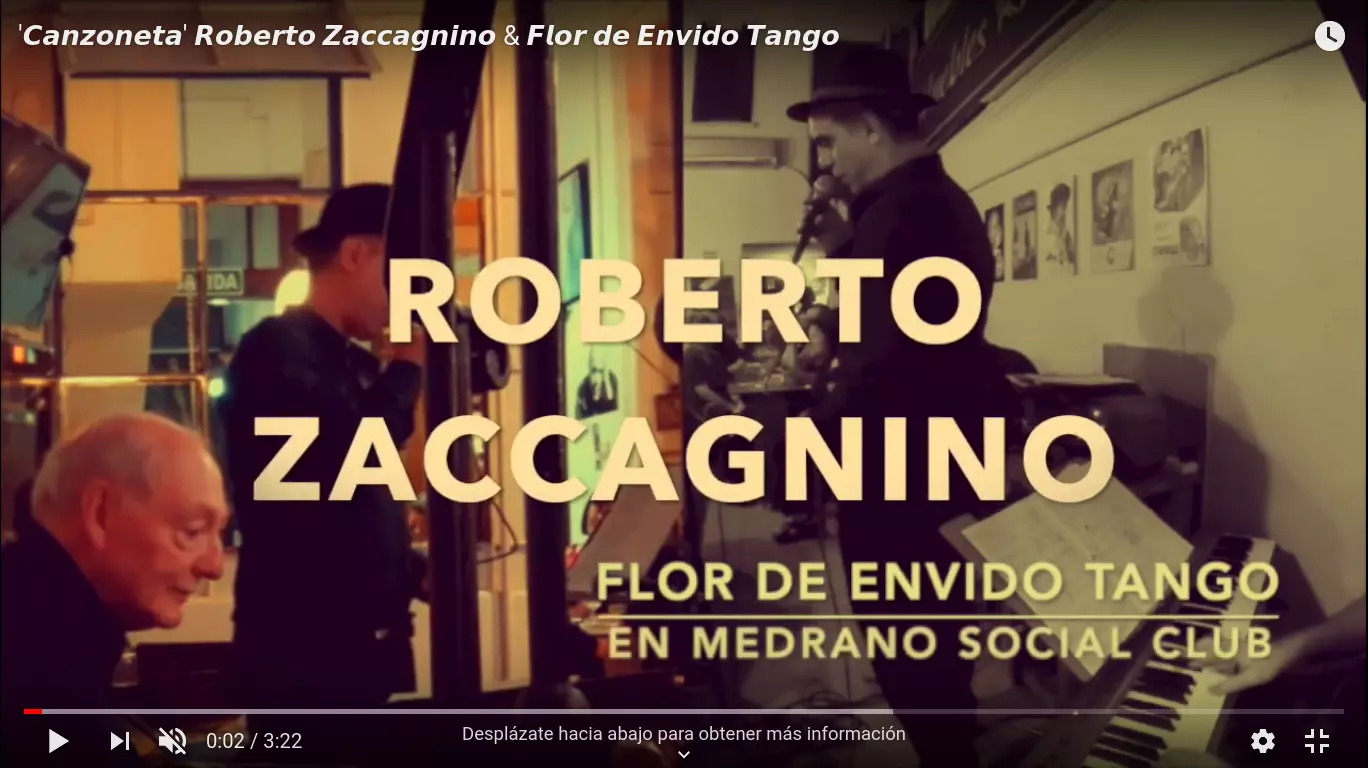 'Canzoneta' Roberto Zaccagnino & Flor de Envido Tango
ROBERTO
ZACCAGNINO
FLOR DE ENVIDO TANGO
EN MEDRANO SOCIAL CLUB
0:02 / 3:22
Desplázate hacia abajo para obtener más información